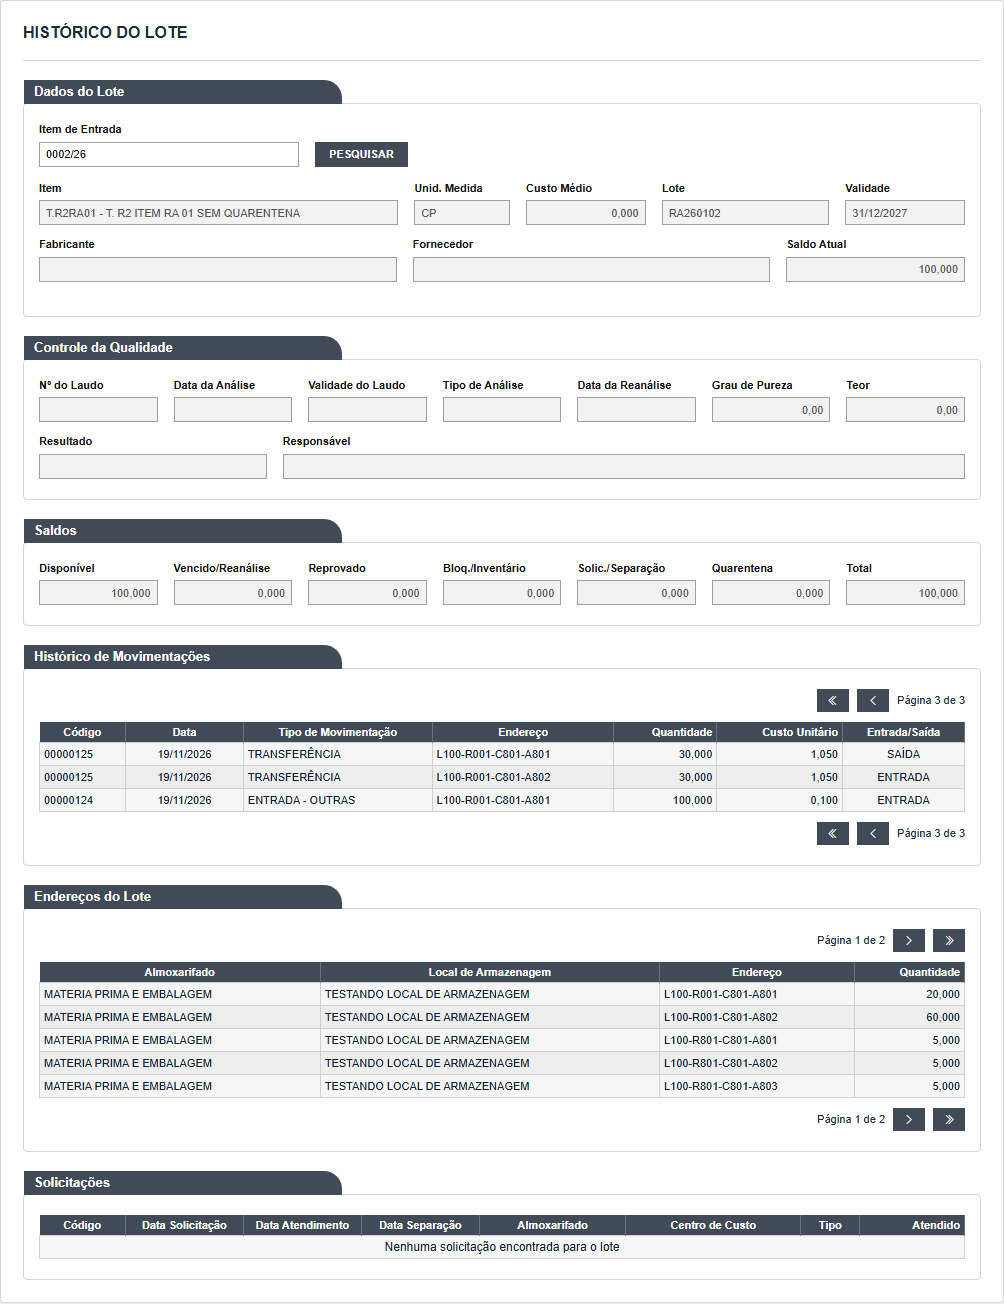 HISTÓRICO DO LOTE
Dados do Lote
Item de Entrada
0002/26 PESQUISAR
Item Unid. Medida Custo Médio Lote Validade
T.R2RA01 - T. R2 ITEM RA 01 SEM QUARENTENA CP 0,000 RA260102 31/12/2027
Fabricante Fornecedor Saldo Atual
100,000
Controle da Qualidade
Nº do Laudo Data da Análise Validade do Laudo Tipo de Análise Data da Reanálise Grau de Pureza Teor
0,00 0,00
Resultado Responsável
Saldos
Disponível Vencido/Reanálise Reprovado Bloq./Inventário Solic./Separação Quarentena Total
100,000 0,000 0,000 0,000 0,000 0,000 100,000
Histórico de Movimentações
Página 3 de 3
Código Data Tipo de Movimentação Endereço Quantidade Custo Unitário Entrada/Saída
00000125 19/11/2026 TRANSFERÊNCIA L100-R001-C801-A801 30,000 1,050 SAÍDA
00000125 19/11/2026 TRANSFERÊNCIA L100-R001-C801-A802 30,000 1,050 ENTRADA
00000124 19/11/2026 ENTRADA - OUTRAS L100-R001-C801-A801 100,000 0,100 ENTRADA
Página 3 de 3
Endereços do Lote
Página 1 de 2
Almoxarifado Local de Armazenagem Endereço Quantidade
MATERIA PRIMA E EMBALAGEM TESTANDO LOCAL DE ARMAZENAGEM L100-R001-C801-A801 20,000
MATERIA PRIMA E EMBALAGEM TESTANDO LOCAL DE ARMAZENAGEM L100-R001-C801-A802 60,000
MATERIA PRIMA E EMBALAGEM TESTANDO LOCAL DE ARMAZENAGEM L100-R801-C801-A801 5,000
MATERIA PRIMA E EMBALAGEM TESTANDO LOCAL DE ARMAZENAGEM L100-R801-C801-A802 5,000
MATERIA PRIMA E EMBALAGEM TESTANDO LOCAL DE ARMAZENAGEM L100-R801-C801-A803 5,000
Página 1 de 2
Solicitações
Código Data Solicitação Data Atendimento Data Separação Almoxarifado Centro de Custo Tipo Atendido
Nenhuma solicitação encontrada para o lote